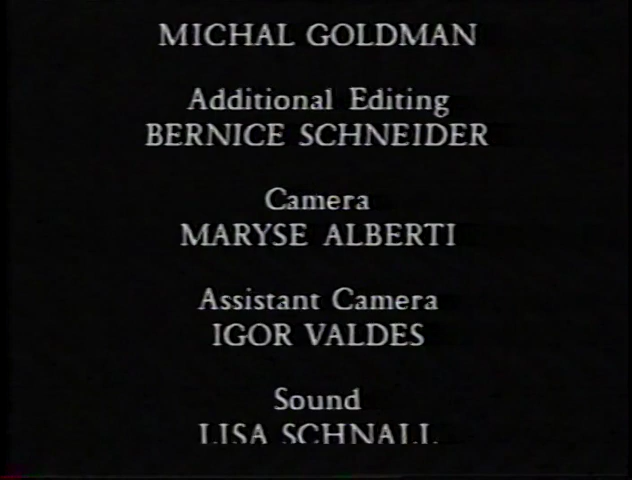 MICHAL GOLDMAN
Additional Editing
BERNICE SCHNEIDER
Camera
MARYSE ALBERTI
Assistant Camera
IGOR VALDES
Sound
LISA SCHNALL